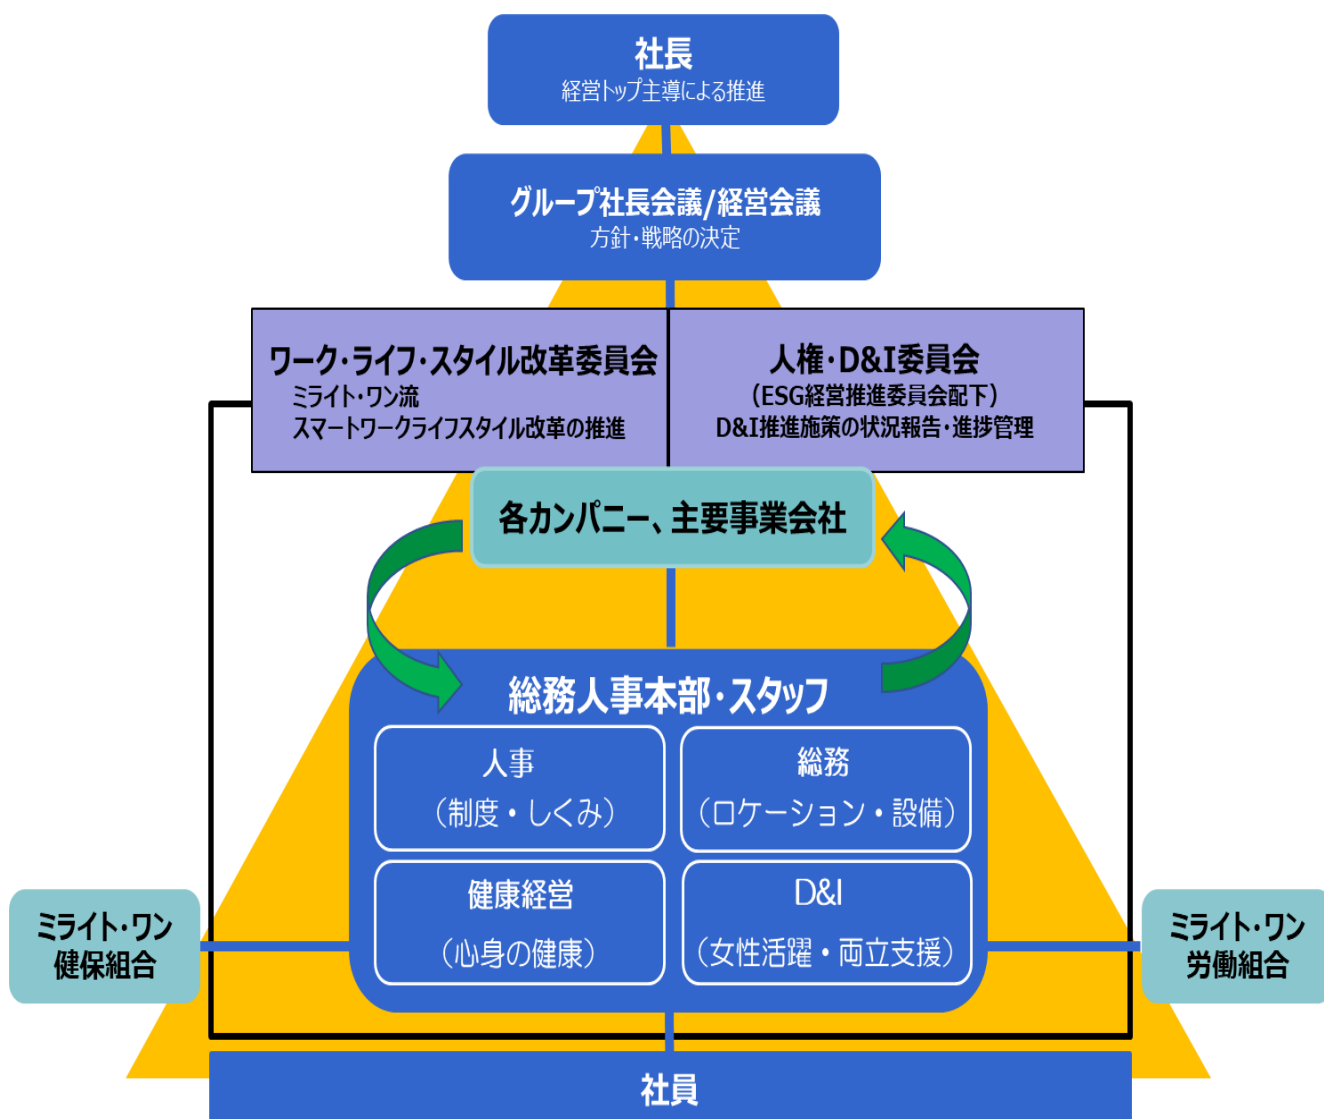 社長
経営トップ主導による推進
グループ社長会議/経営会議
方針・戦略の決定
ワーク・ライフ・スタイル改革委員会
ミライト・ワン流
スマートワークライフスタイル改革の推進
人権・D&I委員会
（ESG経営推進委員会配下）
D&I推進施策の状況報告・進捗管理
各カンパニー、主要事業会社
総務人事本部・スタッフ
人事
（制度・しくみ）
総務
（ロケーション・設備）
健康経営
（心身の健康）
D&I
（女性活躍・両立支援）
ミライト・ワン
健保組合
ミライト・ワン
労働組合
社員